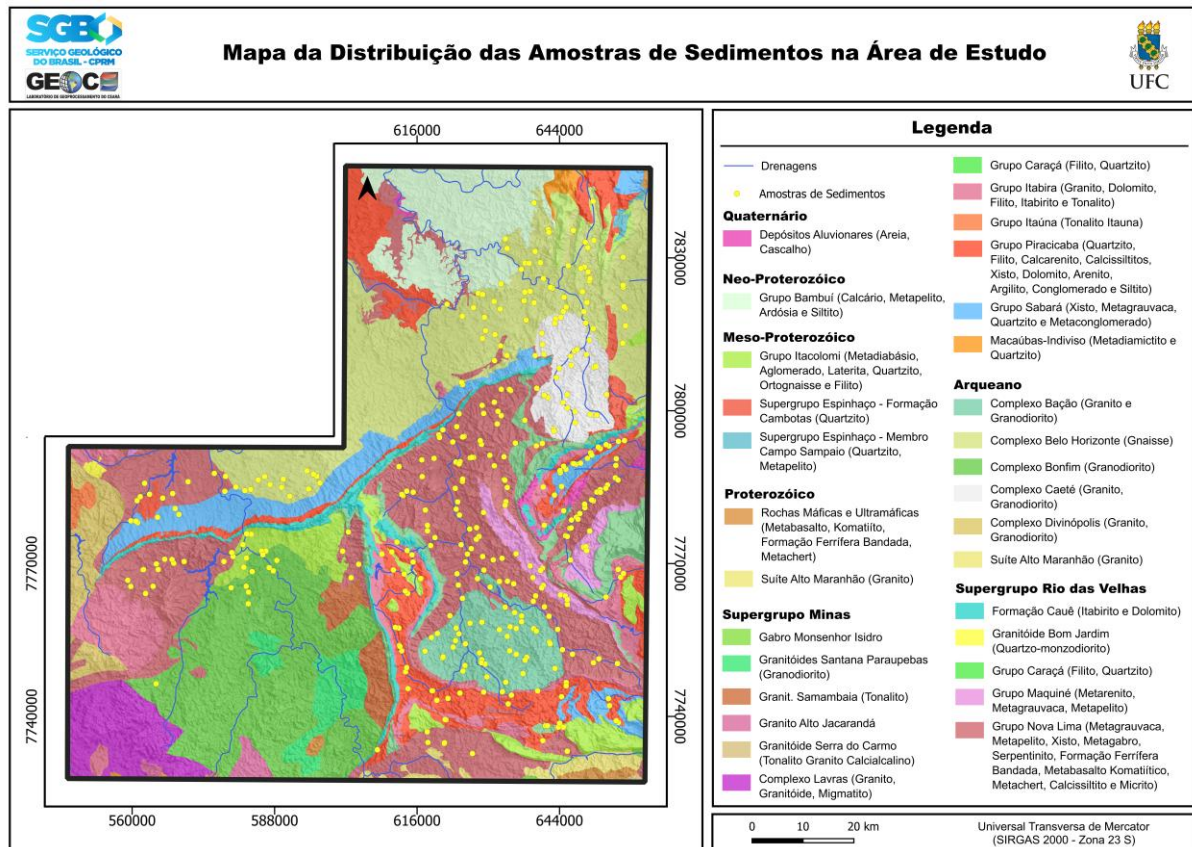 SGB
SERVIÇO GEOLÓGICO
DO BRASIL - CPRM
GEOCE
LABORATÓRIO DE GEOPROCESSAMENTO DO CEARÁ
Mapa da Distribuição das Amostras de Sedimentos na Área de Estudo
UFC
616000
644000
7830000
7800000
7770000
7740000
7770000
7740000
560000
588000
616000
644000
Legenda
Drenagens
Amostras de Sedimentos
Quaternário
Depósitos Aluvionares (Areia,
Cascalho)
Neo-Proterozóico
Grupo Bambuí (Calcário, Metapelito,
Ardósia e Siltito)
Meso-Proterozóico
Grupo Itacolomi (Metadiabásio,
Aglomerado, Laterita, Quartzito,
Ortognaisse e Filito)
Supergrupo Espinhaço - Formação
Cambotas (Quartzito)
Supergrupo Espinhaço - Membro
Campo Sampaio (Quartzito,
Metapelito)
Proterozóico
Rochas Máficas e Ultramáficas
(Metabasalto, Komatiíto,
Formação Ferrífera Bandada,
Metachert)
Suíte Alto Maranhão (Granito)
Supergrupo Minas
Gabro Monsenhor Isidro
Granitóides Santana Paraupebas
(Granodiorito)
Granit. Samambaia (Tonalito)
Granito Alto Jacarandá
Granitóide Serra do Carmo
(Tonalito Granito Calcialcalino)
Complexo Lavras (Granito,
Granitóide, Migmatito)
Grupo Caraçá (Filito, Quartzito)
Grupo Itabira (Granito, Dolomito,
Filito, Itabirito e Tonalito)
Grupo Itaúna (Tonalito Itauna)
Grupo Piracicaba (Quartzito,
Filito, Calcarenito, Calcissiltitos,
Xisto, Dolomito, Arenito,
Argilito, Conglomerado e Siltito)
Grupo Sabará (Xisto, Metagrauvaca,
Quartzito e Metaconglomerado)
Macaúbas-Indiviso (Metadiamictito e
Quartzito)
Arqueano
Complexo Bação (Granito e
Granodiorito)
Complexo Belo Horizonte (Gnaisse)
Complexo Bonfim (Granodiorito)
Complexo Caeté (Granito,
Granodiorito)
Complexo Divinópolis (Granito,
Granodiorito)
Suíte Alto Maranhão (Granito)
Supergrupo Rio das Velhas
Formação Cauê (Itabirito e Dolomito)
Granitóide Bom Jardim
(Quartzo-monzodiorito)
Grupo Caraçá (Filito, Quartzito)
Grupo Maquiné (Metarenito,
Metagrauvaca, Metapelito)
Grupo Nova Lima (Metagrauvaca,
Metapelito, Xisto, Metagabro,
Serpentinito, Formação Ferrífera
Bandada, Metabasalto Komatiítico,
Metachert, Calcissiltito e Micrito)
0 10 20 km
Universal Transversa de Mercator
(SIRGAS 2000 - Zona 23 S)